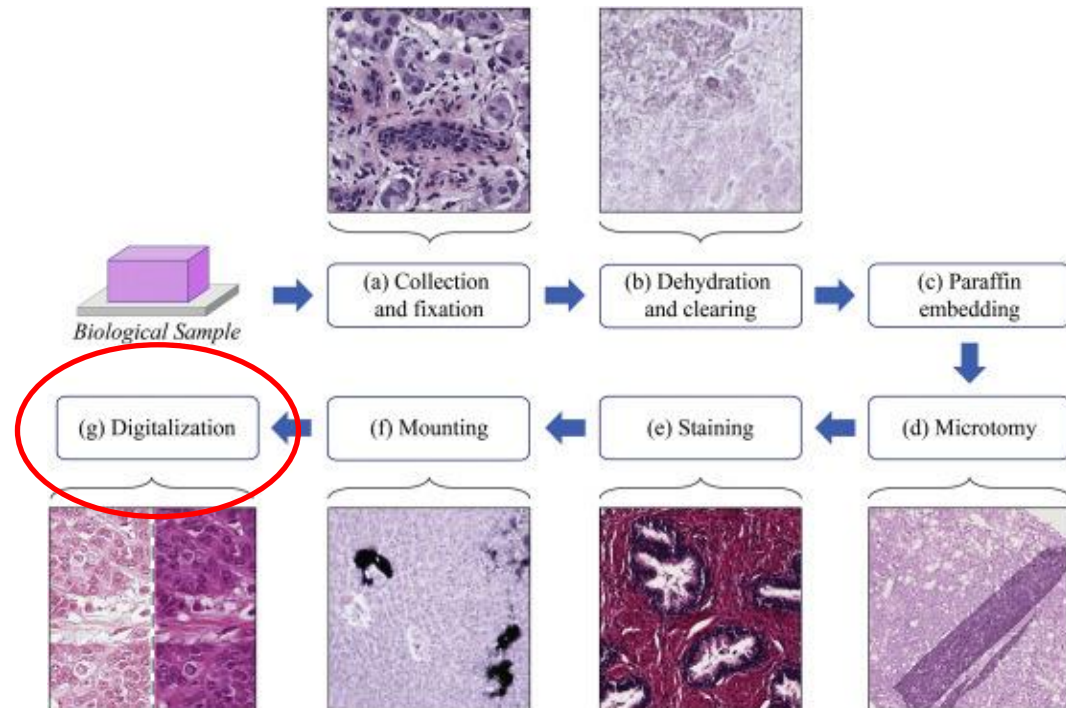 Biological Sample
(a) Collection
and fixation
(b) Dehydration
and clearing
(c) Paraffin
embedding
(d) Microtomy
(e) Staining
(f) Mounting
(g) Digitalization